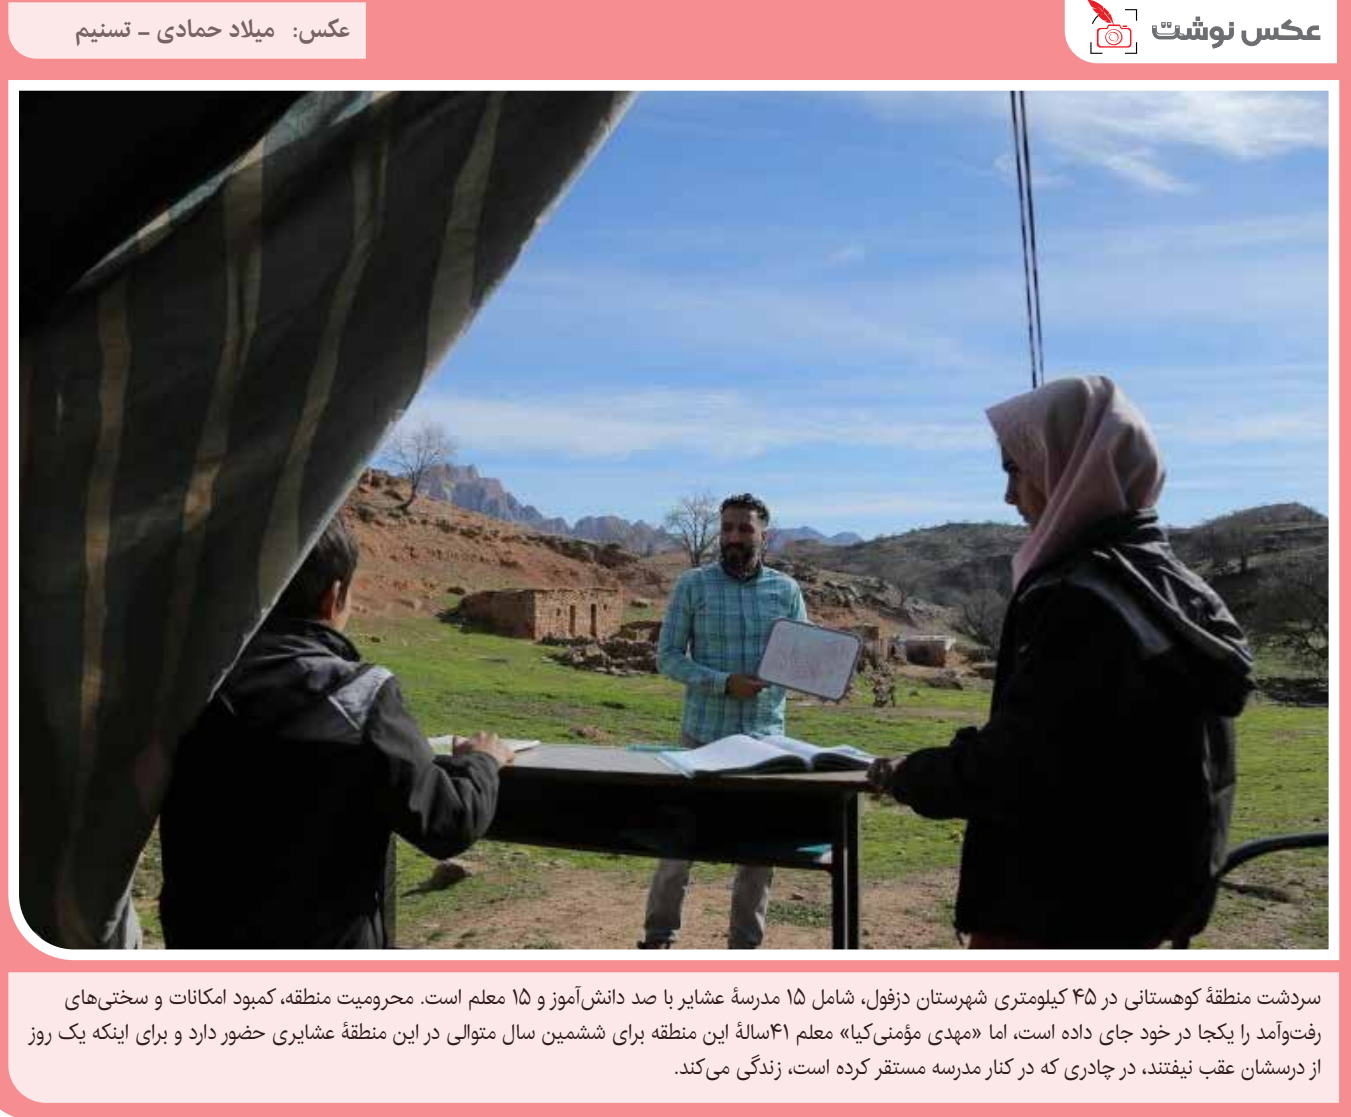 عکس نوشت
عکس: میلاد حمادی - تسنیم
سردشت منطقهٔ کوهستانی در ۴۵ کیلومتری شهرستان دزفول، شامل ۱۵ مدرسهٔ عشایر با صد دانش‌آموز و ۱۵ معلم است. محرومیت منطقه، کمبود امکانات و سختی‌های
رفت‌وآمد را یکجا در خود جای داده است، اما «مهدی مؤمنی‌کیا» معلم ۴۱سالهٔ این منطقه برای ششمین سال متوالی در این منطقهٔ عشایری حضور دارد و برای اینکه یک روز
از درسشان عقب نیفتند، در چادری که در کنار مدرسه مستقر کرده است، زندگی می‌کند.